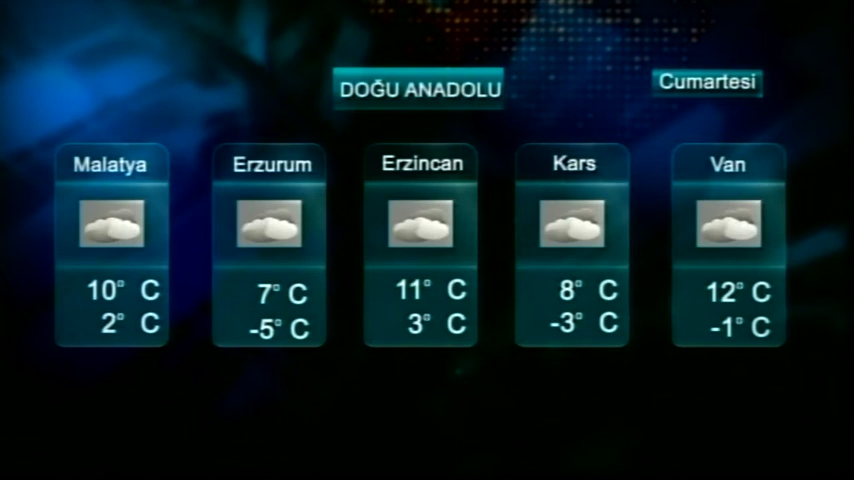 DOĞU ANADOLU
Cumartesi
Malatya
10° C
2° C
Erzurum
7° C
-5° C
Erzincan
11° C
3° C
Kars
8° C
-3° C
Van
12° C
-1° C